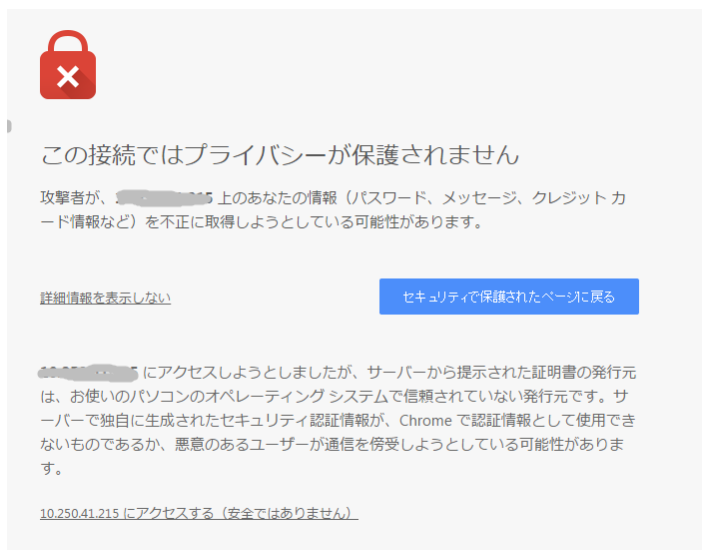 この接続ではプライバシーが保護されません
攻撃者が、 上のあなたの情報（パスワード、メッセージ、クレジット カ
ード情報など）を不正に取得しようとしている可能性があります。
詳細情報を表示しない
セキュリティで保護されたページに戻る
にアクセスしようとしましたが、サーバーから提示された証明書の発行元
は、お使いのパソコンのオペレーティング システムで信頼されていない発行元です。サ
ーバーで独自に生成されたセキュリティ認証情報が、Chrome で認証情報として使用でき
ないものであるか、悪意のあるユーザーが通信を傍受しようとしている可能性がありま
す。
10.250.41.215 にアクセスする（安全ではありません）